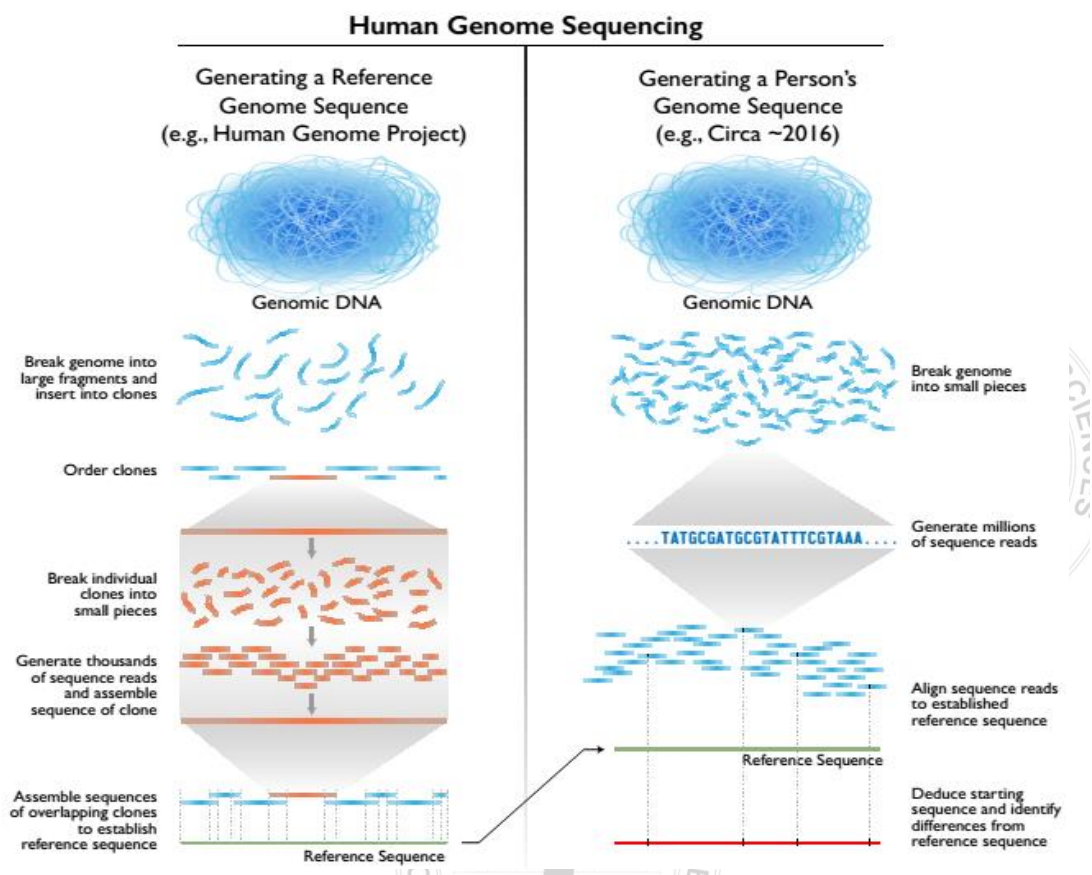 Human Genome Sequencing
Generating a Reference
Genome Sequence
(e.g., Human Genome Project)
Genomic DNA
Break genome into
large fragments and
insert into clones
Order clones
Break individual
clones into
small pieces
Generate thousands
of sequence reads
and assemble
sequence of clone
Assemble sequences
of overlapping clones
to establish
reference sequence
Reference Sequence
Generating a Person's
Genome Sequence
(e.g., Circa ~2016)
Genomic DNA
Break genome
into small pieces
Generate millions
of sequence reads
....TATGCGATGCGTATTTCGTAAA....
Align sequence reads
to established
reference sequence
Reference Sequence
Deduce starting
sequence and identify
differences from
reference sequence